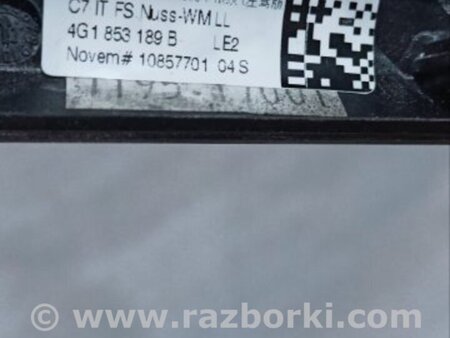 C7 IT FS Nuss-WM LL
4G1 853 189 B LE2
Novem# 10857701 04 S
© www.razborki.com